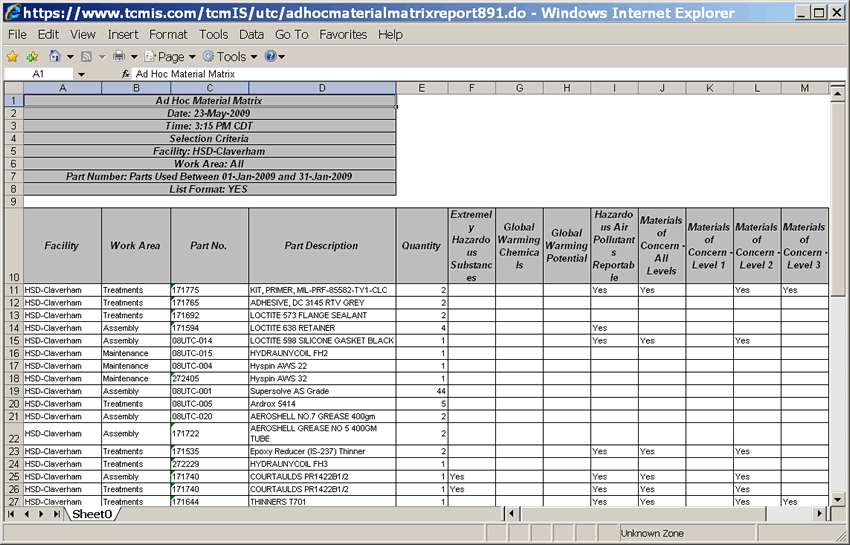 https://www.tcmis.com/tcmIS/utc/adhocmaterialmatrixreport891.do - Windows Internet Explorer
File Edit View Insert Format Tools Data Go To Favorites Help
Page Tools
A1 fx Ad Hoc Material Matrix
A B C D E F G H I J K L M
1 Ad Hoc Material Matrix
2 Date: 23-May-2009
3 Time: 3:15 PM CDT
4 Selection Criteria
5 Facility: HSD-Claverham
6 Work Area: All
7 Part Number: Parts Used Between 01-Jan-2009 and 31-Jan-2009
8 List Format: YES
9
10 Facility Work Area Part No. Part Description Quantity Extremely Hazardous Substances Global Warming Chemicals Global Warming Potential Hazardous Air Pollutants Reportable Materials of Concern - All Levels Materials of Concern - Level 1 Materials of Concern - Level 2 Materials of Concern - Level 3
11 HSD-Claverham Treatments 171775 KIT, PRIMER, MIL-PRF-85582-TY1-CLC 2 Yes Yes Yes Yes
12 HSD-Claverham Treatments 171765 ADHESIVE, DC 3145 RTV GREY 2
13 HSD-Claverham Treatments 171692 LOCTITE 573 FLANGE SEALANT 2
14 HSD-Claverham Assembly 171594 LOCTITE 638 RETAINER 4 Yes
15 HSD-Claverham Assembly 08UTC-014 LOCTITE 598 SILICONE GASKET BLACK 1 Yes Yes Yes
16 HSD-Claverham Maintenance 08UTC-015 HYDRAUNYCOIL FH2 1
17 HSD-Claverham Maintenance 08UTC-004 Hyspin AWS 22 1
18 HSD-Claverham Maintenance 272405 Hyspin AWS 32 1
19 HSD-Claverham Assembly 08UTC-001 Supersolve AS Grade 44
20 HSD-Claverham Treatments 08UTC-005 Ardrox 5414 5
21 HSD-Claverham Assembly 08UTC-020 AEROSHELL NO.7 GREASE 400gm 2
22 HSD-Claverham Assembly 171722 AEROSHELL GREASE NO 5 400GM TUBE 2
23 HSD-Claverham Treatments 171535 Epoxy Reducer (IS-237) Thinner 2 Yes Yes Yes
24 HSD-Claverham Treatments 272229 HYDRAUNYCOIL FH3 1
25 HSD-Claverham Assembly 171740 COURTAULDS PR1422B1/2 1 Yes Yes Yes Yes
26 HSD-Claverham Treatments 171740 COURTAULDS PR1422B1/2 1 Yes Yes Yes Yes
27 HSD-Claverham Treatments 171644 THINNERS T701 1 Yes Yes Yes Yes
Sheet0
Unknown Zone